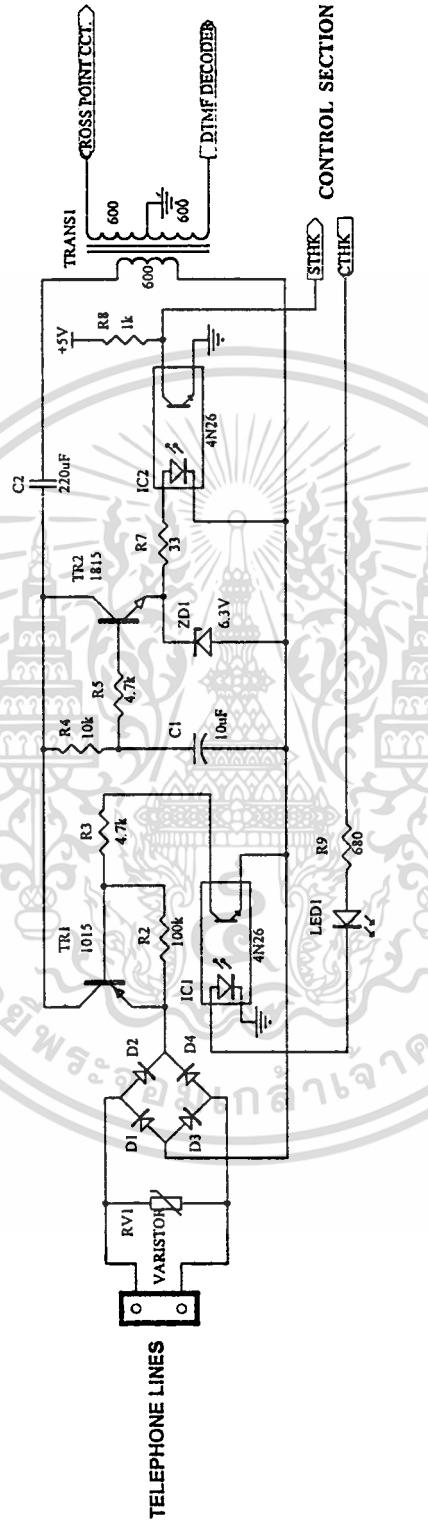 TELEPHONE LINES
RV1
VARISTOR
D1
D2
D3
D4
TR1
1015
R2
100k
R3
4.7k
IC1
4N26
LED1
R9
680
R4
10k
R5
4.7k
C1
10uF
TR2
1815
ZD1
6.3V
R7
33
IC2
4N26
C2
220uF
+5V
R8
1k
TRANS1
600
600
600
ROSS POINT CCT.
DTMF DECODER
STHK
CTHK
CONTROL SECTION